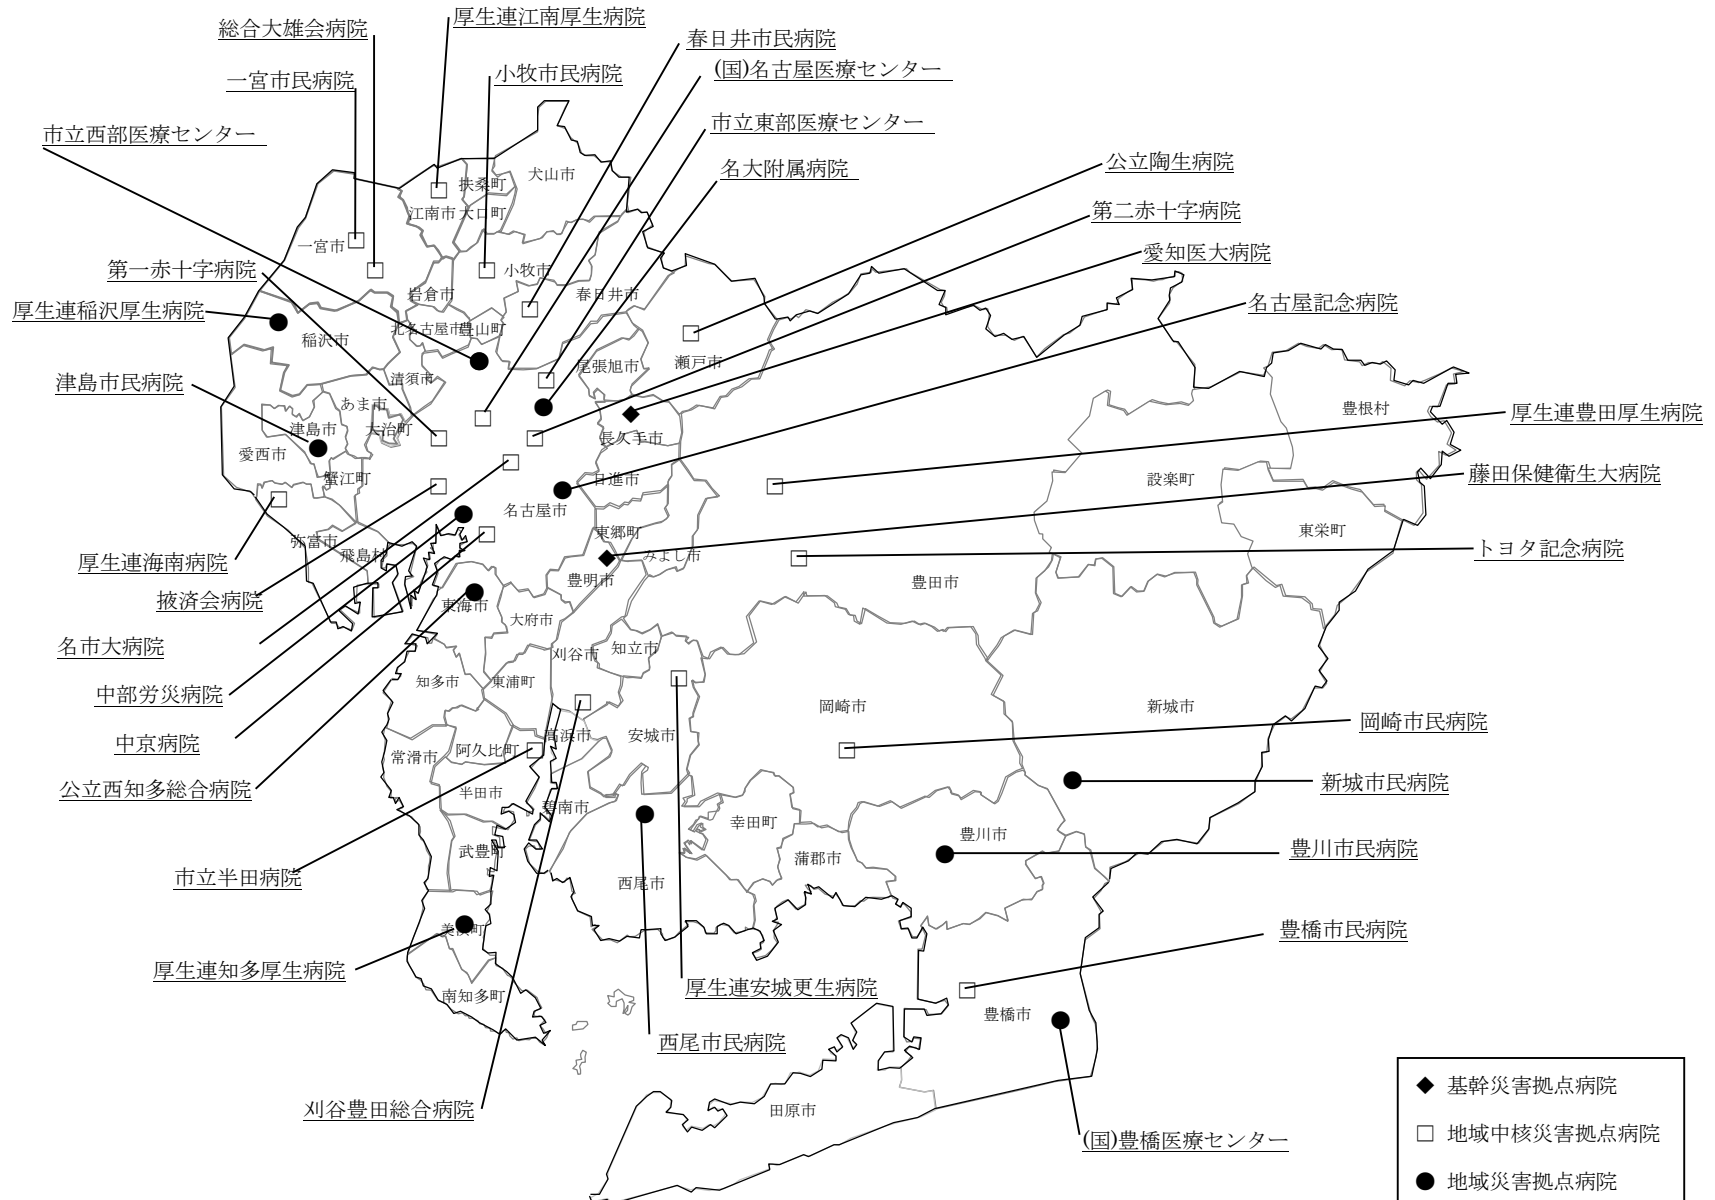 総合大雄会病院
厚生連江南厚生病院
春日井市民病院
(国)名古屋医療センター
小牧市民病院
一宮市民病院
市立西部医療センター
市立東部医療センター
名大附属病院
公立陶生病院
第二赤十字病院
愛知医大病院
名古屋記念病院
第一赤十字病院
厚生連稲沢厚生病院
津島市民病院
厚生連豊田厚生病院
藤田保健衛生大病院
トヨタ記念病院
厚生連海南病院
掖済会病院
名市大病院
中部労災病院
中京病院
公立西知多総合病院
岡崎市民病院
新城市民病院
豊川市民病院
市立半田病院
豊橋市民病院
厚生連知多厚生病院
厚生連安城更生病院
西尾市民病院
刈谷豊田総合病院
(国)豊橋医療センター
犬山市
扶桑町
江南市
大口町
一宮市
小牧市
岩倉市
春日井市
北名古屋市
豊山町
稲沢市
清須市
尾張旭市
瀬戸市
あま市
大治町
津島市
愛西市
蟹江町
長久手市
日進市
名古屋市
東郷町
みよし市
豊明市
弥富市
飛島村
東海市
大府市
豊田市
設楽町
豊根村
東栄町
刈谷市
知立市
知多市
東浦町
岡崎市
新城市
高浜市
安城市
常滑市
阿久比町
半田市
碧南市
幸田町
豊川市
蒲郡市
武豊町
西尾市
美浜町
南知多町
豊橋市
田原市
◆ 基幹災害拠点病院
□ 地域中核災害拠点病院
● 地域災害拠点病院